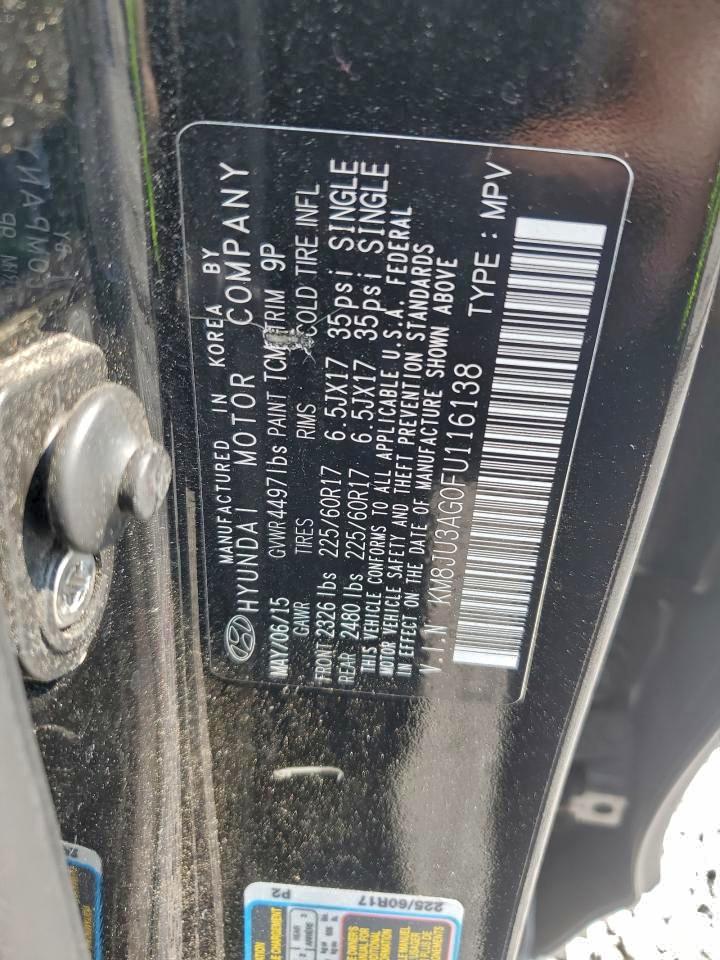 MANUFACTURED IN KOREA BY
HYUNDAI MOTOR COMPANY
MAY/06/15 GVWR4497lbs PAINT TCM TRIM 9P
GAWR TIRES RIMS COLD TIRE INFL
FRONT 2326 lbs 225/60R17 6.5JX17 35psi SINGLE
REAR 2480 lbs 225/60R17 6.5JX17 35psi SINGLE
THIS VEHICLE CONFORMS TO ALL APPLICABLE U.S.A. FEDERAL
MOTOR VEHICLE SAFETY AND THEFT PREVENTION STANDARDS
IN EFFECT ON THE DATE OF MANUFACTURE SHOWN ABOVE
V.I.N KM8JU3AG0FU116138 TYPE : MPV
225/60R17
P2